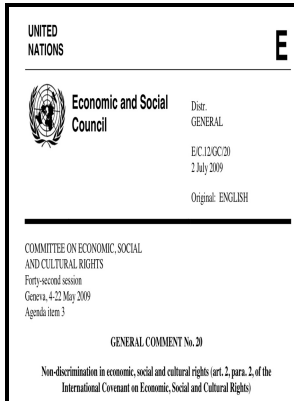 UNITED
NATIONS
E
Economic and Social
Council
Distr.
GENERAL
E/C.12/GC/20
2 July 2009
Original: ENGLISH
COMMITTEE ON ECONOMIC, SOCIAL
AND CULTURAL RIGHTS
Forty-second session
Geneva, 4-22 May 2009
Agenda item 3
GENERAL COMMENT No. 20
Non-discrimination in economic, social and cultural rights (art. 2, para. 2, of the
International Covenant on Economic, Social and Cultural Rights)